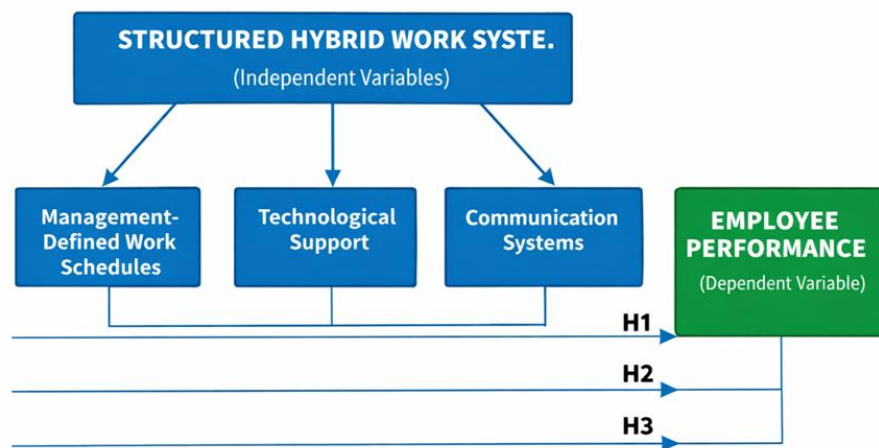 STRUCTURED HYBRID WORK SYSTE.
(Independent Variables)
Management-
Defined Work
Schedules
Technological
Support
Communication
Systems
EMPLOYEE
PERFORMANCE
(Dependent Variable)
H1
H2
H3